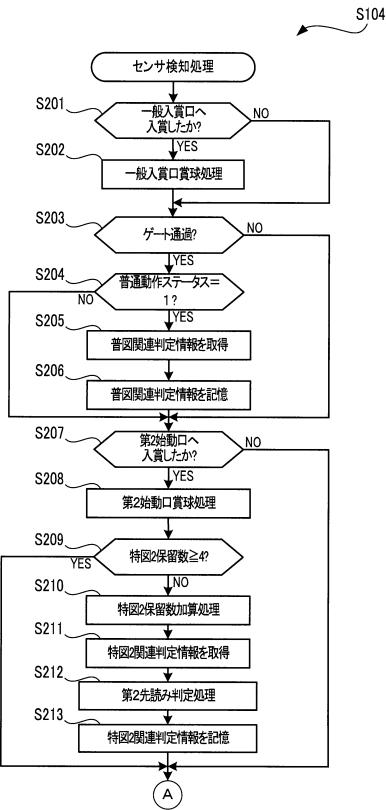 S104
センサ検知処理
S201
一般入賞口へ
入賞したか?
NO
YES
S202
一般入賞口賞球処理
S203
ゲート通過?
NO
YES
S204
普通動作ステータス=
1?
NO
YES
S205
普図関連判定情報を取得
S206
普図関連判定情報を記憶
S207
第2始動口へ
入賞したか?
NO
YES
S208
第2始動口賞球処理
S209
特図2保留数≧4?
YES
NO
S210
特図2保留数加算処理
S211
特図2関連判定情報を取得
S212
第2先読み判定処理
S213
特図2関連判定情報を記憶
A